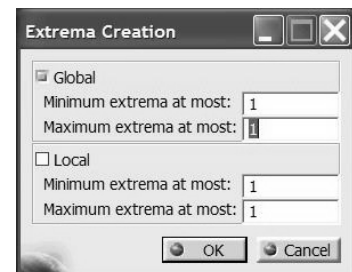 Extrema Creation
Global
Minimum extrema at most: 1
Maximum extrema at most: 1
Local
Minimum extrema at most: 1
Maximum extrema at most: 1
OK Cancel